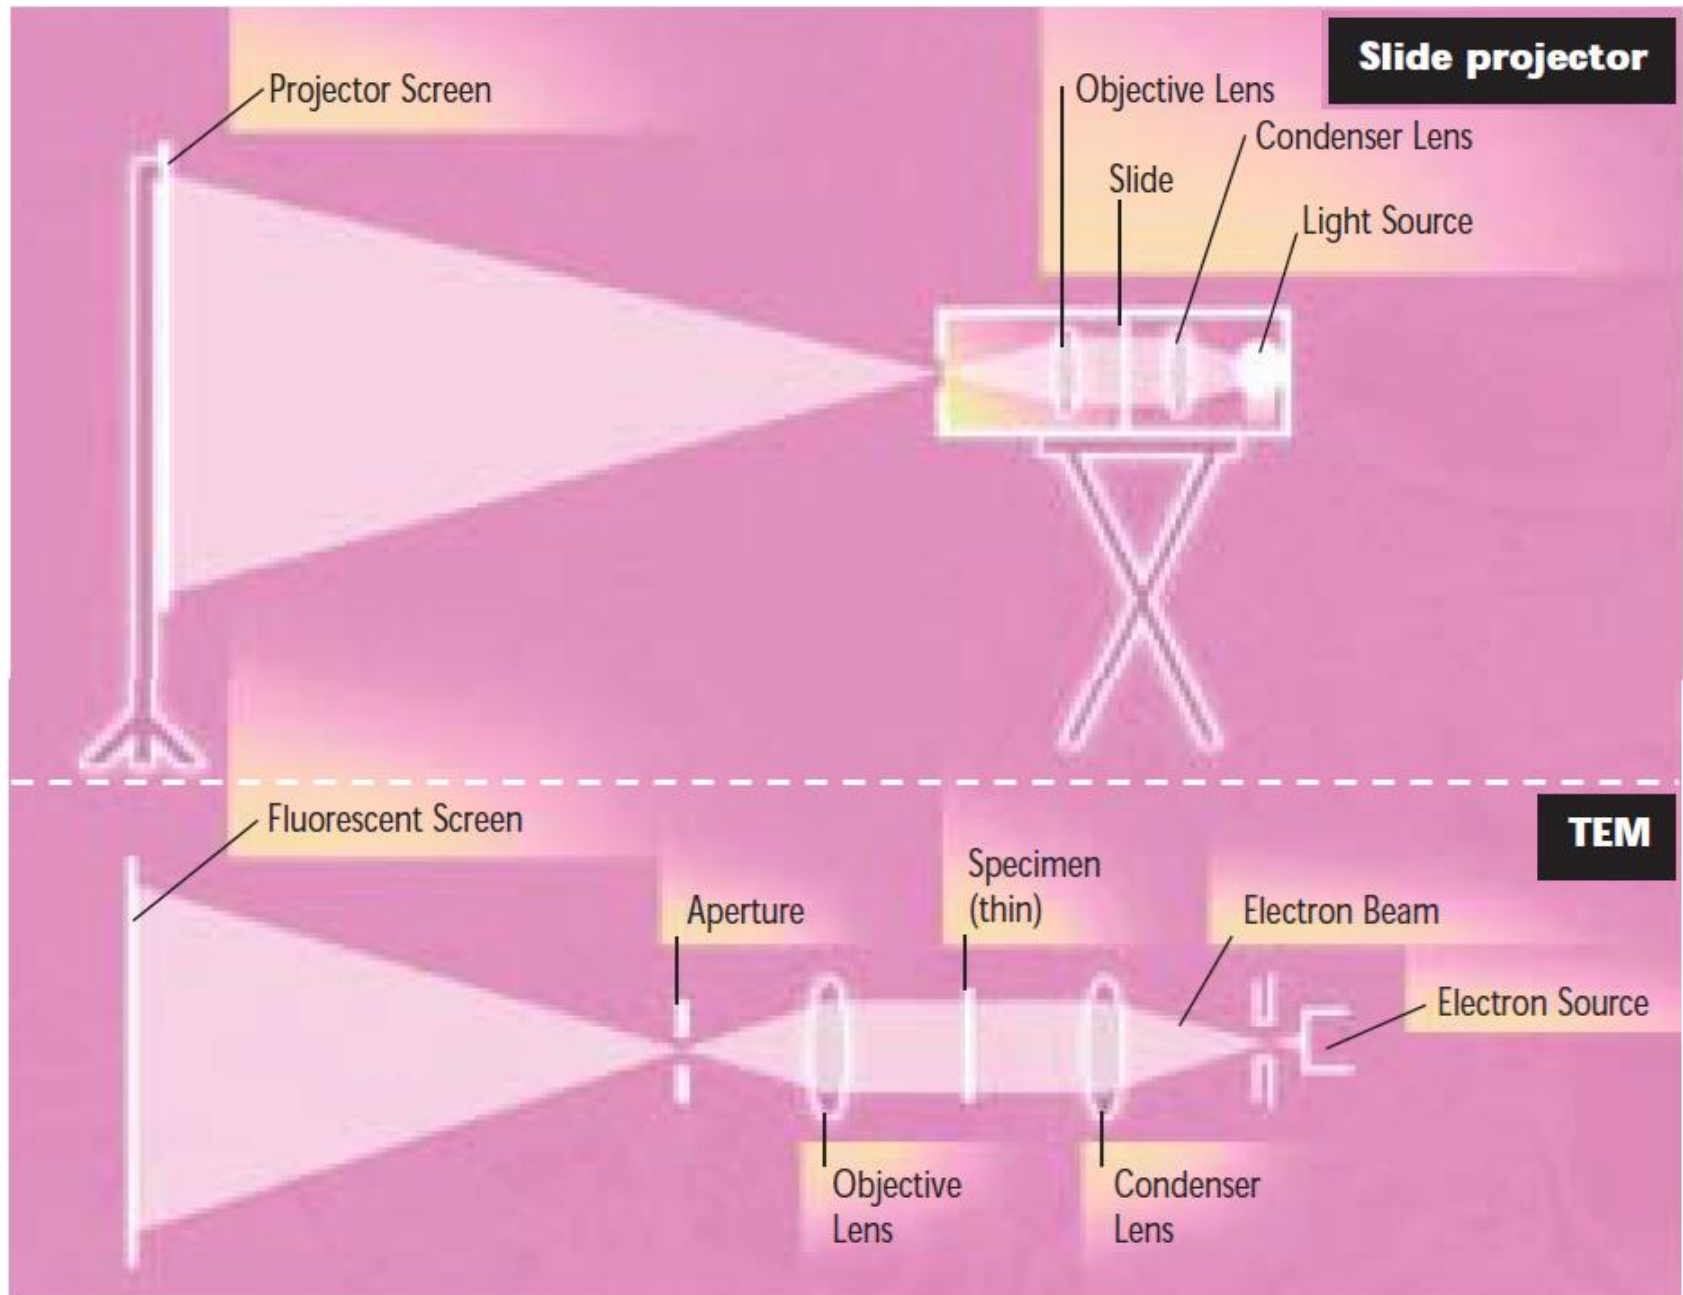 Slide projector
Projector Screen
Objective Lens
Condenser Lens
Slide
Light Source
TEM
Fluorescent Screen
Aperture
Specimen
(thin)
Electron Beam
Electron Source
Objective
Lens
Condenser
Lens